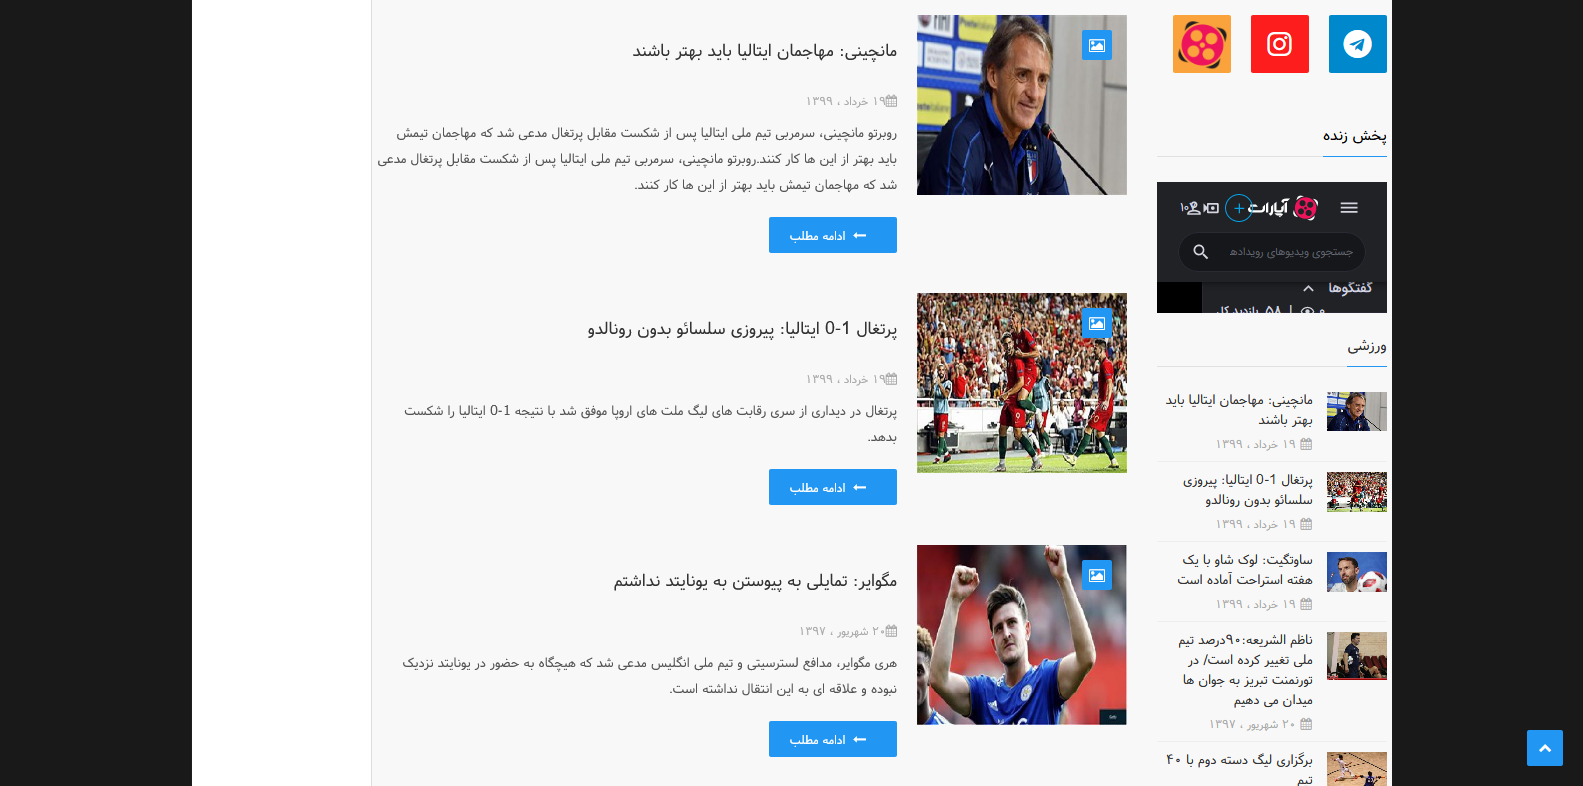 پخش زنده
آپارات
۱۰
جستجوی ویدیوهای رویدادها
گفتگوها
۰ | ۵۸ بازدید کل
ورزشی
مانچینی: مهاجمان ایتالیا باید
بهتر باشند
۱۹ خرداد ، ۱۳۹۹
پرتغال 1-0 ایتالیا: پیروزی
سلسائو بدون رونالدو
۱۹ خرداد ، ۱۳۹۹
ساوتگیت: لوک شاو با یک
هفته استراحت آماده است
۱۹ خرداد ، ۱۳۹۹
ناظم الشریعه:۹۰درصد تیم
ملی تغییر کرده است/ در
تورنمنت تبریز به جوان ها
میدان می دهیم
۲۰ شهریور ، ۱۳۹۷
برگزاری لیگ دسته دوم با ۴۰
تیم
مانچینی: مهاجمان ایتالیا باید بهتر باشند
۱۹ خرداد ، ۱۳۹۹
روبرتو مانچینی، سرمربی تیم ملی ایتالیا پس از شکست مقابل پرتغال مدعی شد که مهاجمان تیمش
باید بهتر از این ها کار کنند.روبرتو مانچینی، سرمربی تیم ملی ایتالیا پس از شکست مقابل پرتغال مدعی
شد که مهاجمان تیمش باید بهتر از این ها کار کنند.
ادامه مطلب
پرتغال 1-0 ایتالیا: پیروزی سلسائو بدون رونالدو
۱۹ خرداد ، ۱۳۹۹
پرتغال در دیداری از سری رقابت های لیگ ملت های اروپا موفق شد با نتیجه 1-0 ایتالیا را شکست
بدهد.
ادامه مطلب
مگوایر: تمایلی به پیوستن به یونایتد نداشتم
۲۰ شهریور ، ۱۳۹۷
هری مگوایر، مدافع لسترسیتی و تیم ملی انگلیس مدعی شد که هیچگاه به حضور در یونایتد نزدیک
نبوده و علاقه ای به این انتقال نداشته است.
ادامه مطلب